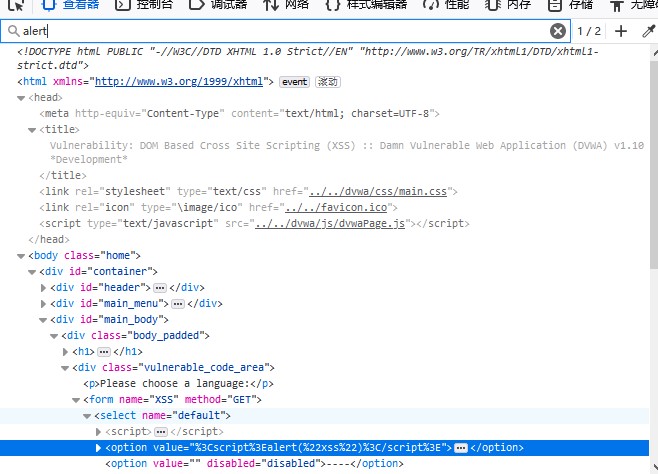 查看器 控制台 调试器 网络 样式编辑器 性能 内存 存储
alert 1 / 2
<!DOCTYPE html PUBLIC "-//W3C//DTD XHTML 1.0 Strict//EN" "http://www.w3.org/TR/xhtml1/DTD/xhtml1-
strict.dtd">
<html xmlns="http://www.w3.org/1999/xhtml"> event 滚动
<head>
<meta http-equiv="Content-Type" content="text/html; charset=UTF-8">
<title>
Vulnerability: DOM Based Cross Site Scripting (XSS) :: Damn Vulnerable Web Application (DVWA) v1.10
*Development*
</title>
<link rel="stylesheet" type="text/css" href="../../dvwa/css/main.css">
<link rel="icon" type="\image/ico" href="../../favicon.ico">
<script type="text/javascript" src="../../dvwa/js/dvwaPage.js"></script>
</head>
<body class="home">
<div id="container">
<div id="header"> ••• </div>
<div id="main_menu"> ••• </div>
<div id="main_body">
<div class="body_padded">
<h1> ••• </h1>
<div class="vulnerable_code_area">
<p>Please choose a language:</p>
<form name="XSS" method="GET">
<select name="default">
<script> ••• </script>
<option value="%3Cscript%3Ealert(%22xss%22)%3C/script%3E"> ••• </option>
<option value="" disabled="disabled">----</option>